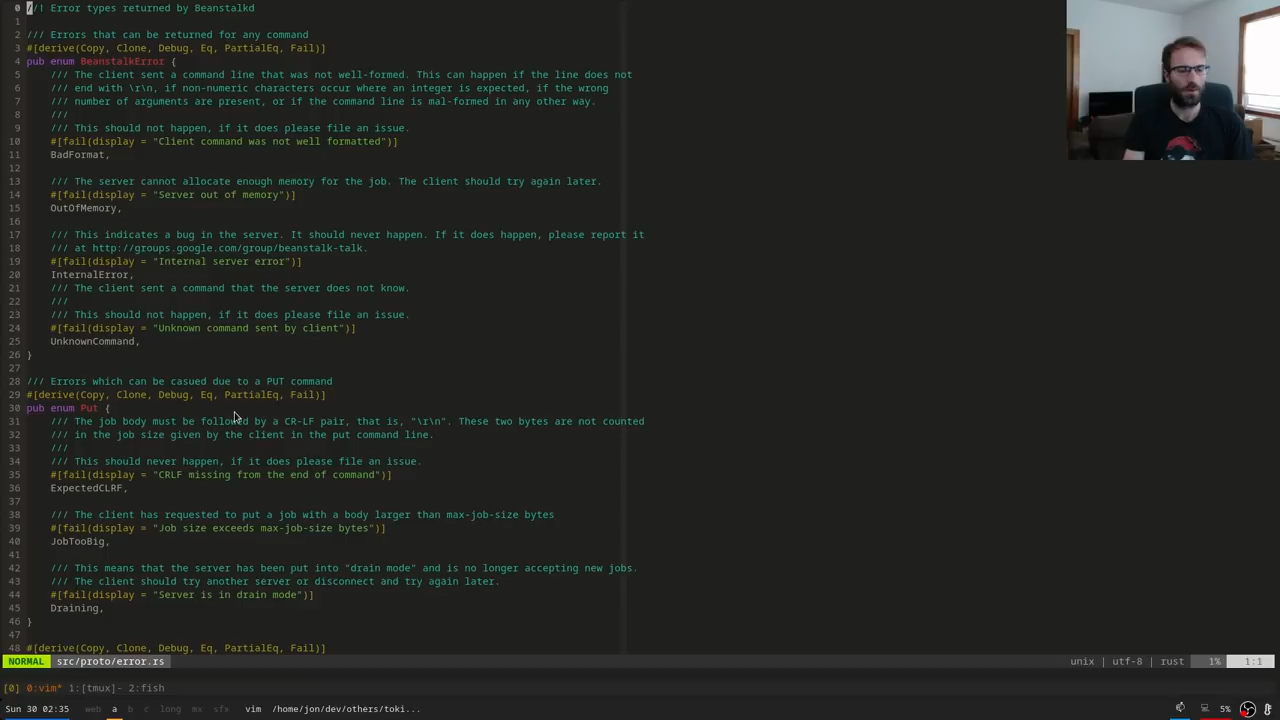 0 //! Error types returned by Beanstalkd
1
2 /// Errors that can be returned for any command
3 #[derive(Copy, Clone, Debug, Eq, PartialEq, Fail)]
4 pub enum BeanstalkError {
5 /// The client sent a command line that was not well-formed. This can happen if the line does not
6 /// end with \r\n, if non-numeric characters occur where an integer is expected, if the wrong
7 /// number of arguments are present, or if the command line is mal-formed in any other way.
8 ///
9 /// This should not happen, if it does please file an issue.
10 #[fail(display = "Client command was not well formatted")]
11 BadFormat,
12
13 /// The server cannot allocate enough memory for the job. The client should try again later.
14 #[fail(display = "Server out of memory")]
15 OutOfMemory,
16
17 /// This indicates a bug in the server. It should never happen. If it does happen, please report it
18 /// at http://groups.google.com/group/beanstalk-talk.
19 #[fail(display = "Internal server error")]
20 InternalError,
21 /// The client sent a command that the server does not know.
22 ///
23 /// This should not happen, if it does please file an issue.
24 #[fail(display = "Unknown command sent by client")]
25 UnknownCommand,
26 }
27
28 /// Errors which can be casued due to a PUT command
29 #[derive(Copy, Clone, Debug, Eq, PartialEq, Fail)]
30 pub enum Put {
31 /// The job body must be followed by a CR-LF pair, that is, "\r\n". These two bytes are not counted
32 /// in the job size given by the client in the put command line.
33 ///
34 /// This should never happen, if it does please file an issue.
35 #[fail(display = "CRLF missing from the end of command")]
36 ExpectedCLRF,
37
38 /// The client has requested to put a job with a body larger than max-job-size bytes
39 #[fail(display = "Job size exceeds max-job-size bytes")]
40 JobTooBig,
41
42 /// This means that the server has been put into "drain mode" and is no longer accepting new jobs.
43 /// The client should try another server or disconnect and try again later.
44 #[fail(display = "Server is in drain mode")]
45 Draining,
46 }
47
48 #[derive(Copy, Clone, Debug, Eq, PartialEq, Fail)]
NORMAL src/proto/error.rs unix | utf-8 | rust 1% 1:1
[0] 0:vim* 1:[tmux]- 2:fish
Sun 30 02:35 web a b c long mx sfx vim /home/jon/dev/others/toki... 5%